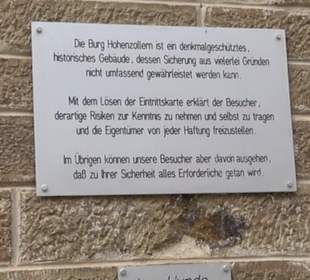 Die Burg Hohenzollern ist ein denkmalgeschütztes,
historisches Gebäude, dessen Sicherung aus vielerlei Gründen
nicht umfassend gewährleistet werden kann.
Mit dem Lösen der Eintrittskarte erklärt der Besucher,
derartige Risiken zur Kenntnis zu nehmen und selbst zu tragen
und die Eigentümer von jeder Haftung freizustellen.
Im Übrigen können unsere Besucher aber davon ausgehen,
daß zu Ihrer Sicherheit alles Erforderliche getan wird.